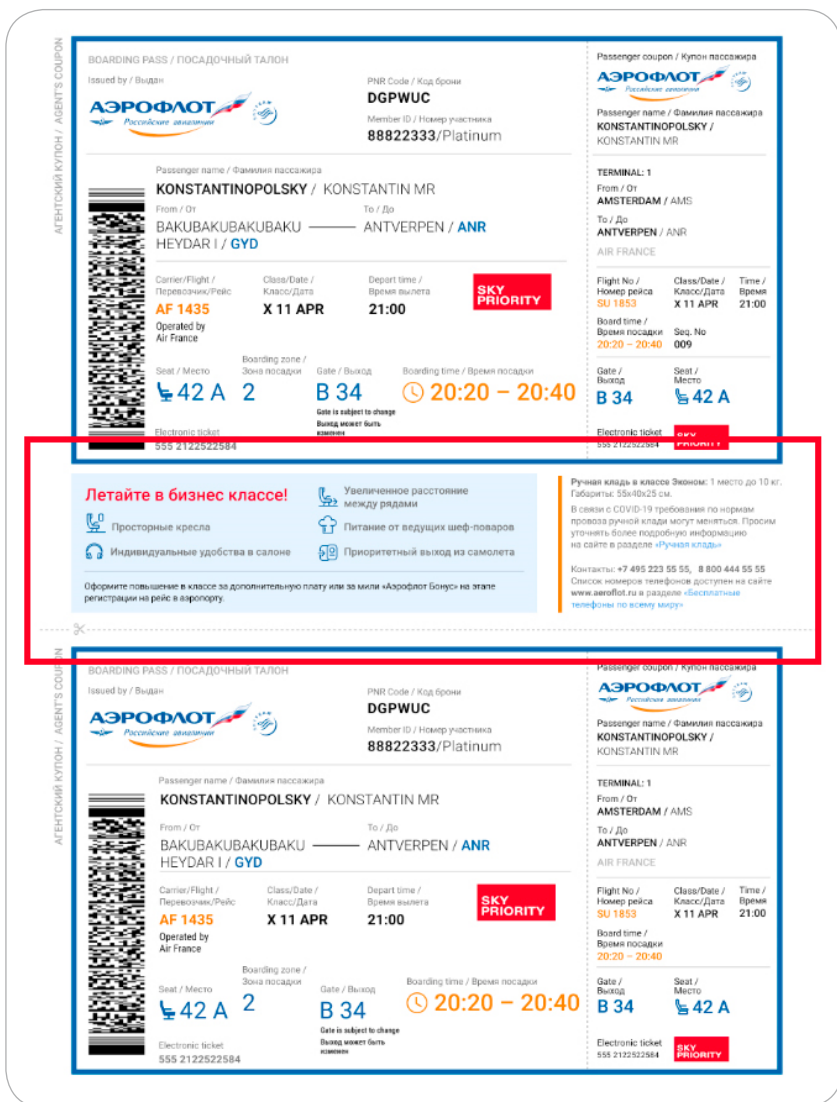 АГЕНТСКИЙ КУПОН / AGENT'S COUPON
BOARDING PASS / ПОСАДОЧНЫЙ ТАЛОН
Issued by / Выдан
АЭРОФЛОТ
Российские авиалинии
PNR Code / Код брони
DGPWUC
Member ID / Номер участника
88822333/Platinum
Passenger name / Фамилия пассажира
KONSTANTINOPOLSKY / KONSTANTIN MR
From / От
To / До
BAKUBAKUBAKUBAKU ANTVERPEN / ANR
HEYDAR I / GYD
Carrier/Flight /
Перевозчик/Рейс
AF 1435
Operated by
Air France
Class/Date /
Класс/Дата
X 11 APR
Depart time /
Время вылета
21:00
SKY
PRIORITY
Seat / Место
42 A
Boarding zone /
Зона посадки
2
Gate / Выход
B 34
Gate is subject to change
Выход может быть
изменен
Boarding time / Время посадки
20:20 – 20:40
Electronic ticket
555 2122522584
Passenger coupon / Купон пассажира
АЭРОФЛОТ
Российские авиалинии
Passenger name / Фамилия пассажира
KONSTANTINOPOLSKY /
KONSTANTIN MR
TERMINAL: 1
From / От
AMSTERDAM / AMS
To / До
ANTVERPEN / ANR
AIR FRANCE
Flight No /
Номер рейса
SU 1853
Class/Date /
Класс/Дата
X 11 APR
Time /
Время
21:00
Board time /
Время посадки
20:20 – 20:40
Seq. No
009
Gate /
Выход
B 34
Seat /
Место
42 A
Electronic ticket
555 2122522584
SKY
Летайте в бизнес классе!
Просторные кресла
Индивидуальные удобства в салоне
Увеличенное расстояние
между рядами
Питание от ведущих шеф-поваров
Приоритетный выход из самолета
Оформите повышение в классе за дополнительную плату или за мили «Аэрофлот Бонус» на этапе
регистрации на рейс в аэропорту.
Ручная кладь в классе Эконом: 1 место до 10 кг.
Габариты: 55х40х25 см.
В связи с COVID-19 требования по нормам
провоза ручной клади могут меняться. Просим
уточнять более подробную информацию
на сайте в разделе «Ручная кладь»
Контакты: +7 495 223 55 55, 8 800 444 55 55
Список номеров телефонов доступен на сайте
www.aeroflot.ru в разделе «Бесплатные
телефоны по всему миру»
АГЕНТСКИЙ КУПОН / AGENT'S COUPON
BOARDING PASS / ПОСАДОЧНЫЙ ТАЛОН
Issued by / Выдан
АЭРОФЛОТ
Российские авиалинии
PNR Code / Код брони
DGPWUC
Member ID / Номер участника
88822333/Platinum
Passenger name / Фамилия пассажира
KONSTANTINOPOLSKY / KONSTANTIN MR
From / От
To / До
BAKUBAKUBAKUBAKU ANTVERPEN / ANR
HEYDAR I / GYD
Carrier/Flight /
Перевозчик/Рейс
AF 1435
Operated by
Air France
Class/Date /
Класс/Дата
X 11 APR
Depart time /
Время вылета
21:00
SKY
PRIORITY
Seat / Место
42 A
Boarding zone /
Зона посадки
2
Gate / Выход
B 34
Gate is subject to change
Выход может быть
изменен
Boarding time / Время посадки
20:20 – 20:40
Electronic ticket
555 2122522584
Passenger coupon / Купон пассажира
АЭРОФЛОТ
Российские авиалинии
Passenger name / Фамилия пассажира
KONSTANTINOPOLSKY /
KONSTANTIN MR
TERMINAL: 1
From / От
AMSTERDAM / AMS
To / До
ANTVERPEN / ANR
AIR FRANCE
Flight No /
Номер рейса
SU 1853
Class/Date /
Класс/Дата
X 11 APR
Time /
Время
21:00
Board time /
Время посадки
20:20 – 20:40
Gate /
Выход
B 34
Seat /
Место
42 A
Electronic ticket
555 2122522584
SKY
PRIORITY